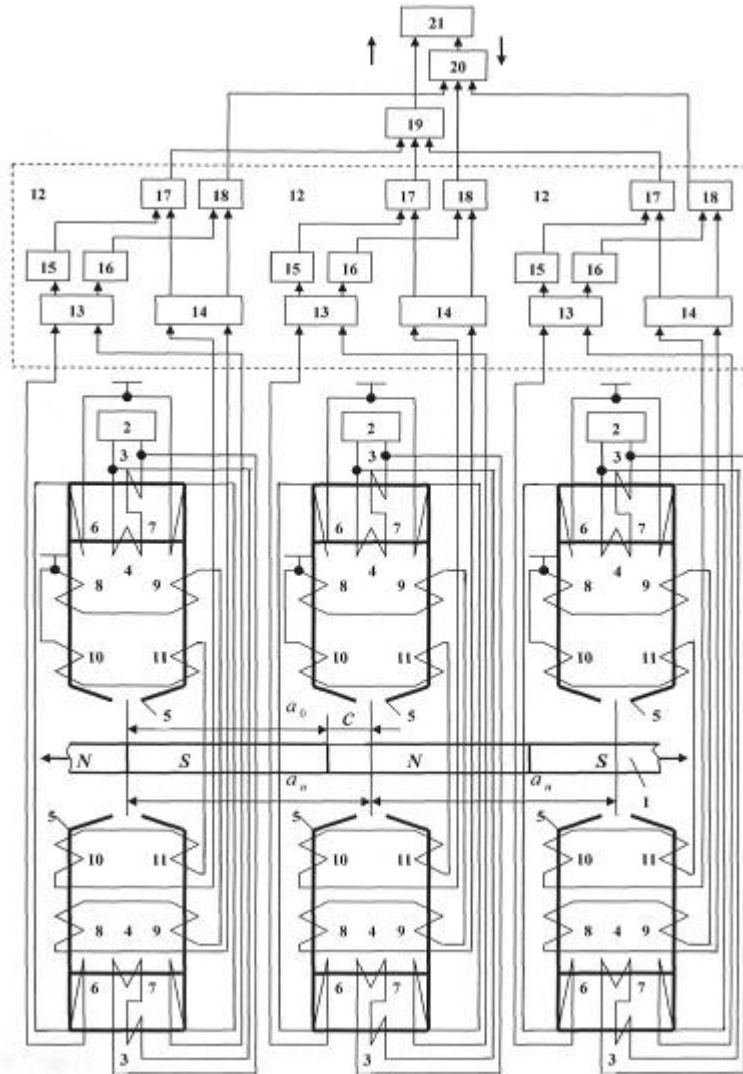 21
20
19
12 17 18 12 17 18 12 17 18
15 16 15 16 15 16
13 14 13 14 13 14
2 2 2
3 3 3
6 7 6 7 6 7
4 4 4
8 9 8 9 8 9
10 11 10 11 10 11
5 5 5
a₀ c
N S N S
aₙ aₙ
1
5 5 5
10 11 10 11 10 11
8 4 9 8 4 9 8 4 9
6 7 6 7 6 7
3 3 3